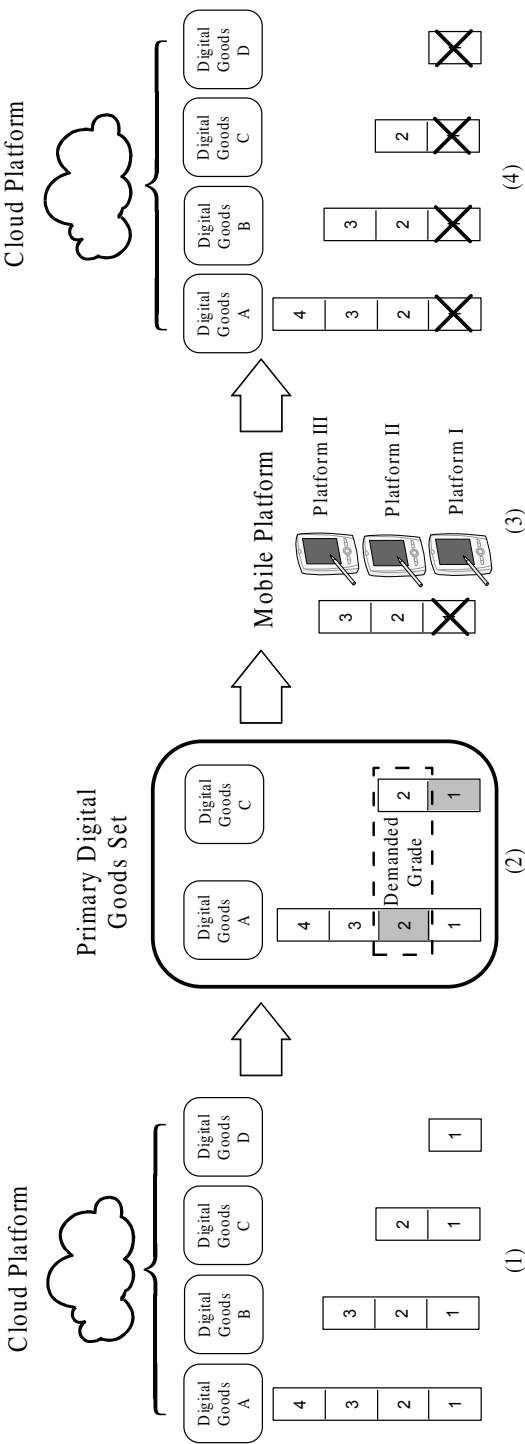 Cloud Platform
Digital
Goods
A
Digital
Goods
B
Digital
Goods
C
Digital
Goods
D
4
3
2
1
3
2
1
2
1
1
(1)
Primary Digital
Goods Set
Digital
Goods
A
Digital
Goods
C
4
3
2
1
Demanded
Grade
2
1
(2)
Mobile Platform
3
2
Platform III
Platform II
Platform I
(3)
Cloud Platform
Digital
Goods
A
Digital
Goods
B
Digital
Goods
C
Digital
Goods
D
4
3
2
3
2
2
(4)